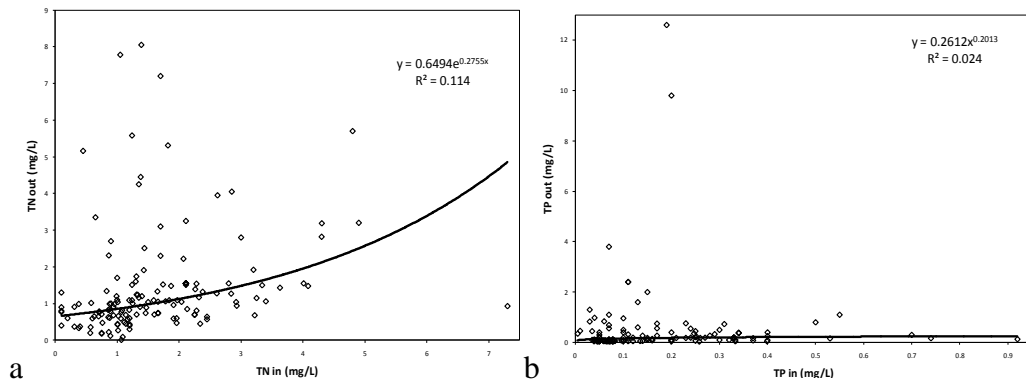 9
8
7
6
5
4
3
2
1
0
TN out (mg/L)
y = 0.6494e^0.2755x
R² = 0.114
0 1 2 3 4 5 6 7
TN in (mg/L)
a
12
10
8
6
4
2
0
TP out (mg/L)
y = 0.2612x^0.2013
R² = 0.024
0 0.1 0.2 0.3 0.4 0.5 0.6 0.7 0.8 0.9
TP in (mg/L)
b